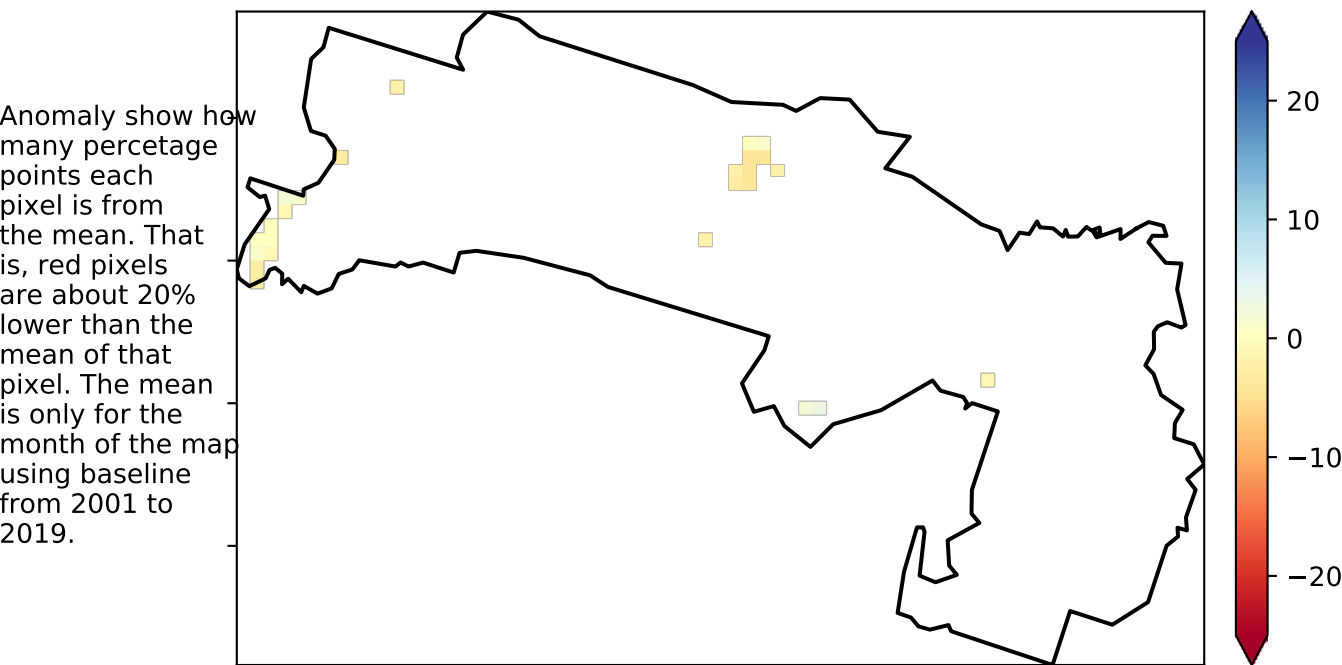 Anomaly show how
many percetage
points each
pixel is from
the mean. That
is, red pixels
are about 20%
lower than the
mean of that
pixel. The mean
is only for the
month of the map
using baseline
from 2001 to
2019.
20
10
0
−10
−20